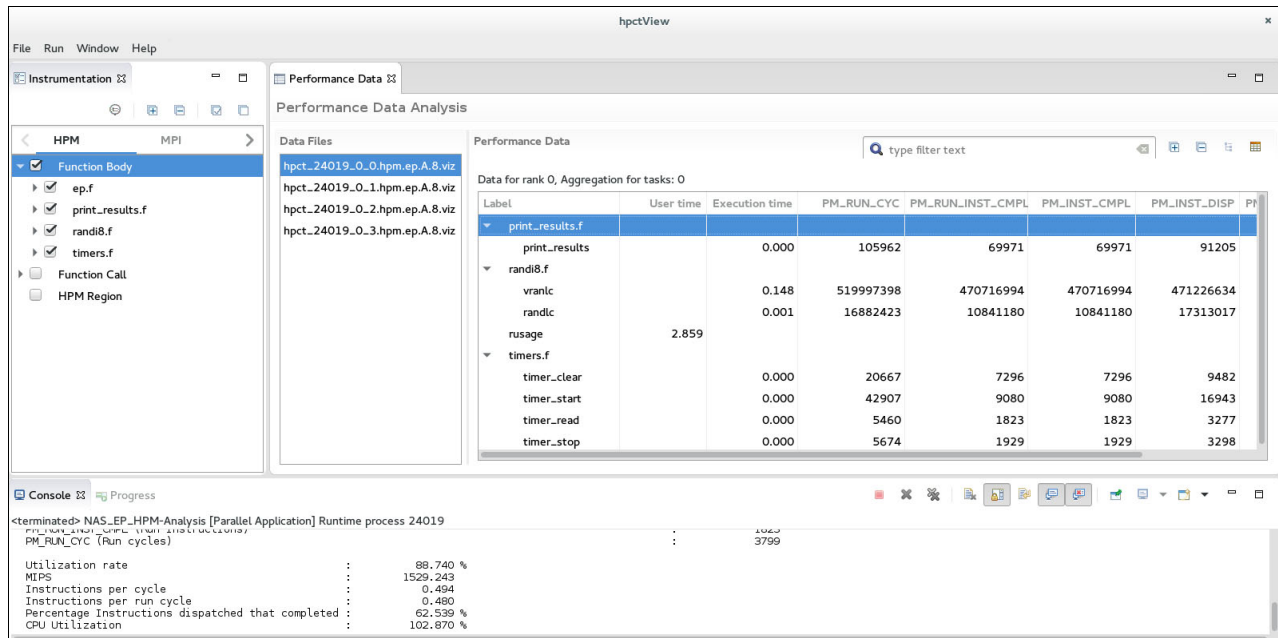 hpctView
File Run Window Help
Instrumentation
HPM MPI
Function Body
ep.f
print_results.f
randi8.f
timers.f
Function Call
HPM Region
Performance Data
Performance Data Analysis
Data Files
hpct_24019_0_0.hpm.ep.A.8.viz
hpct_24019_0_1.hpm.ep.A.8.viz
hpct_24019_0_2.hpm.ep.A.8.viz
hpct_24019_0_3.hpm.ep.A.8.viz
Performance Data
type filter text
Data for rank 0, Aggregation for tasks: 0
Label User time Execution time PM_RUN_CYC PM_RUN_INST_CMPL PM_INST_CMPL PM_INST_DISP
print_results.f
print_results 0.000 105962 69971 69971 91205
randi8.f
vranlc 0.148 519997398 470716994 470716994 471226634
randlc 0.001 16882423 10841180 10841180 17313017
rusage 2.859
timers.f
timer_clear 0.000 20667 7296 7296 9482
timer_start 0.000 42907 9080 9080 16943
timer_read 0.000 5460 1823 1823 3277
timer_stop 0.000 5674 1929 1929 3298
Console Progress
<terminated> NAS_EP_HPM-Analysis [Parallel Application] Runtime process 24019
PM_RUN_INST_CMPL (Run instructions) : 1823
PM_RUN_CYC (Run cycles) : 3799
Utilization rate : 88.740 %
MIPS : 1529.243
Instructions per cycle : 0.494
Instructions per run cycle : 0.480
Percentage Instructions dispatched that completed : 62.539 %
CPU Utilization : 102.870 %